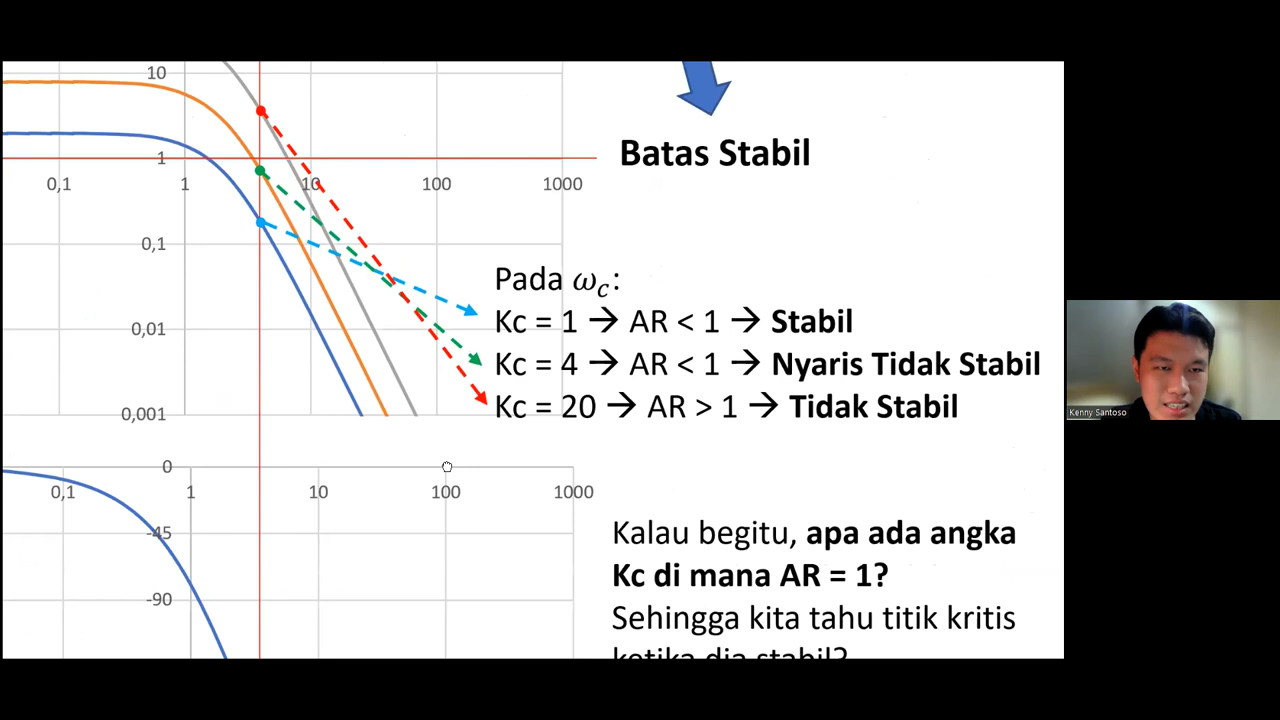 10
1
0,1
1
10
100
1000
0,1
0,01
0,001
Batas Stabil
Pada ωc:
Kc = 1 → AR < 1 → Stabil
Kc = 4 → AR < 1 → Nyaris Tidak Stabil
Kc = 20 → AR > 1 → Tidak Stabil
0
0,1
1
10
100
1000
-45
-90
Kalau begitu, apa ada angka
Kc di mana AR = 1?
Sehingga kita tahu titik kritis
ketika dia stabil?
Kenny Santoso